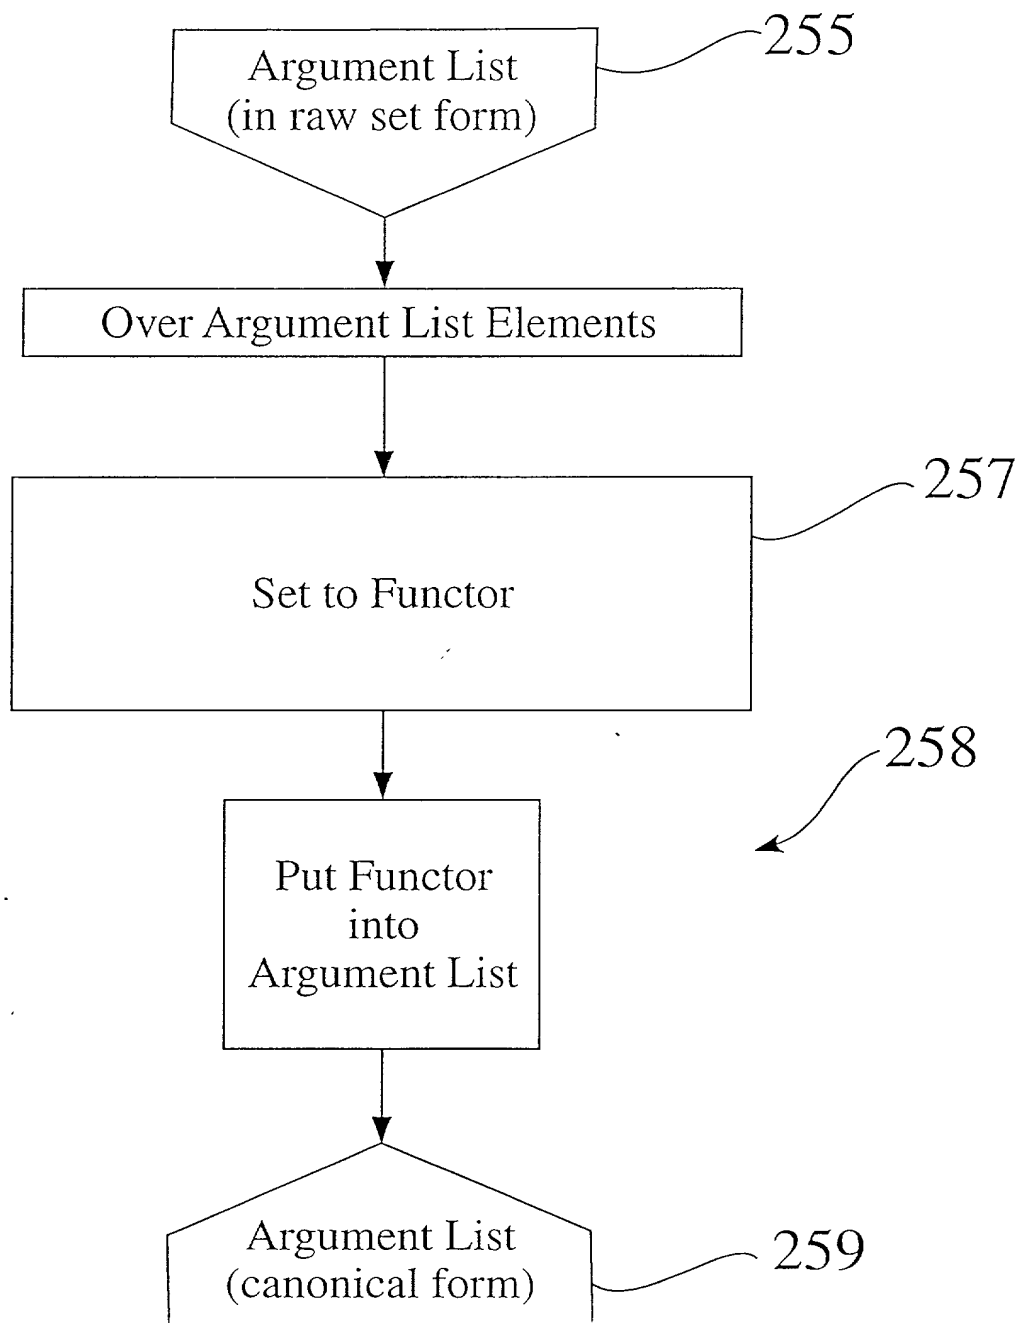 255
Argument List
(in raw set form)
Over Argument List Elements
257
Set to Functor
258
Put Functor
into
Argument List
Argument List
(canonical form)
259